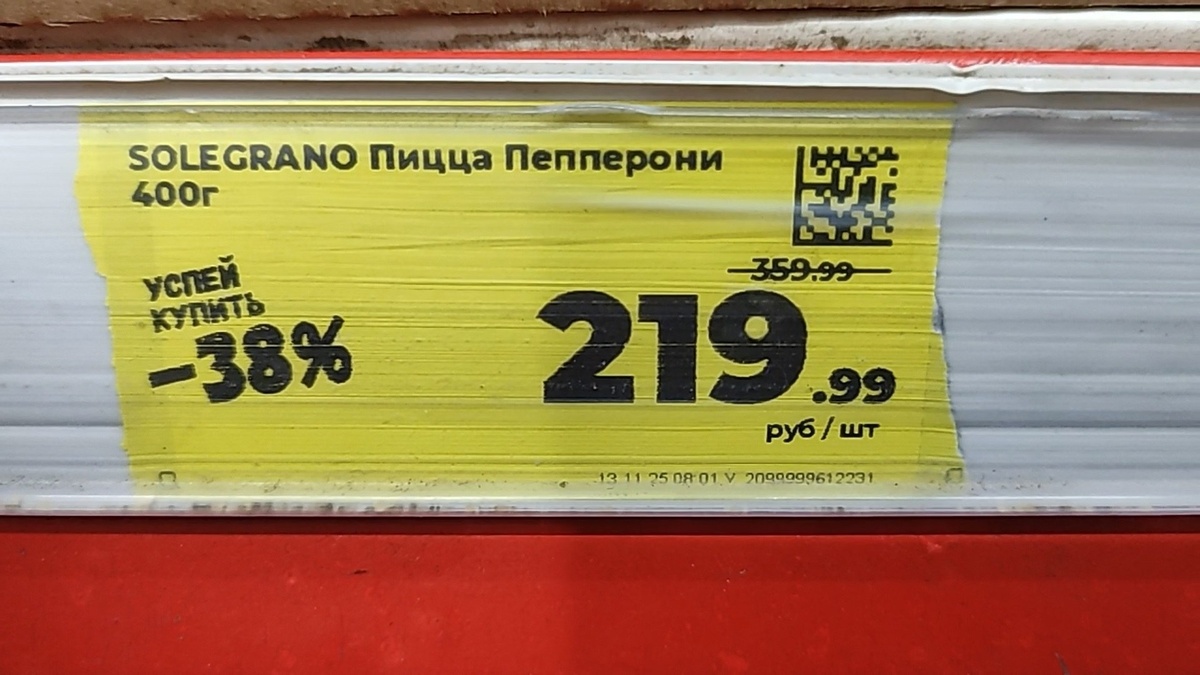 SOLEGRANO Пицца Пепперони
400г
УСПЕЙ
КУПИТЬ
-38%
359.99
219.99
руб / шт
13.11.25 08:01 V 2099999612231